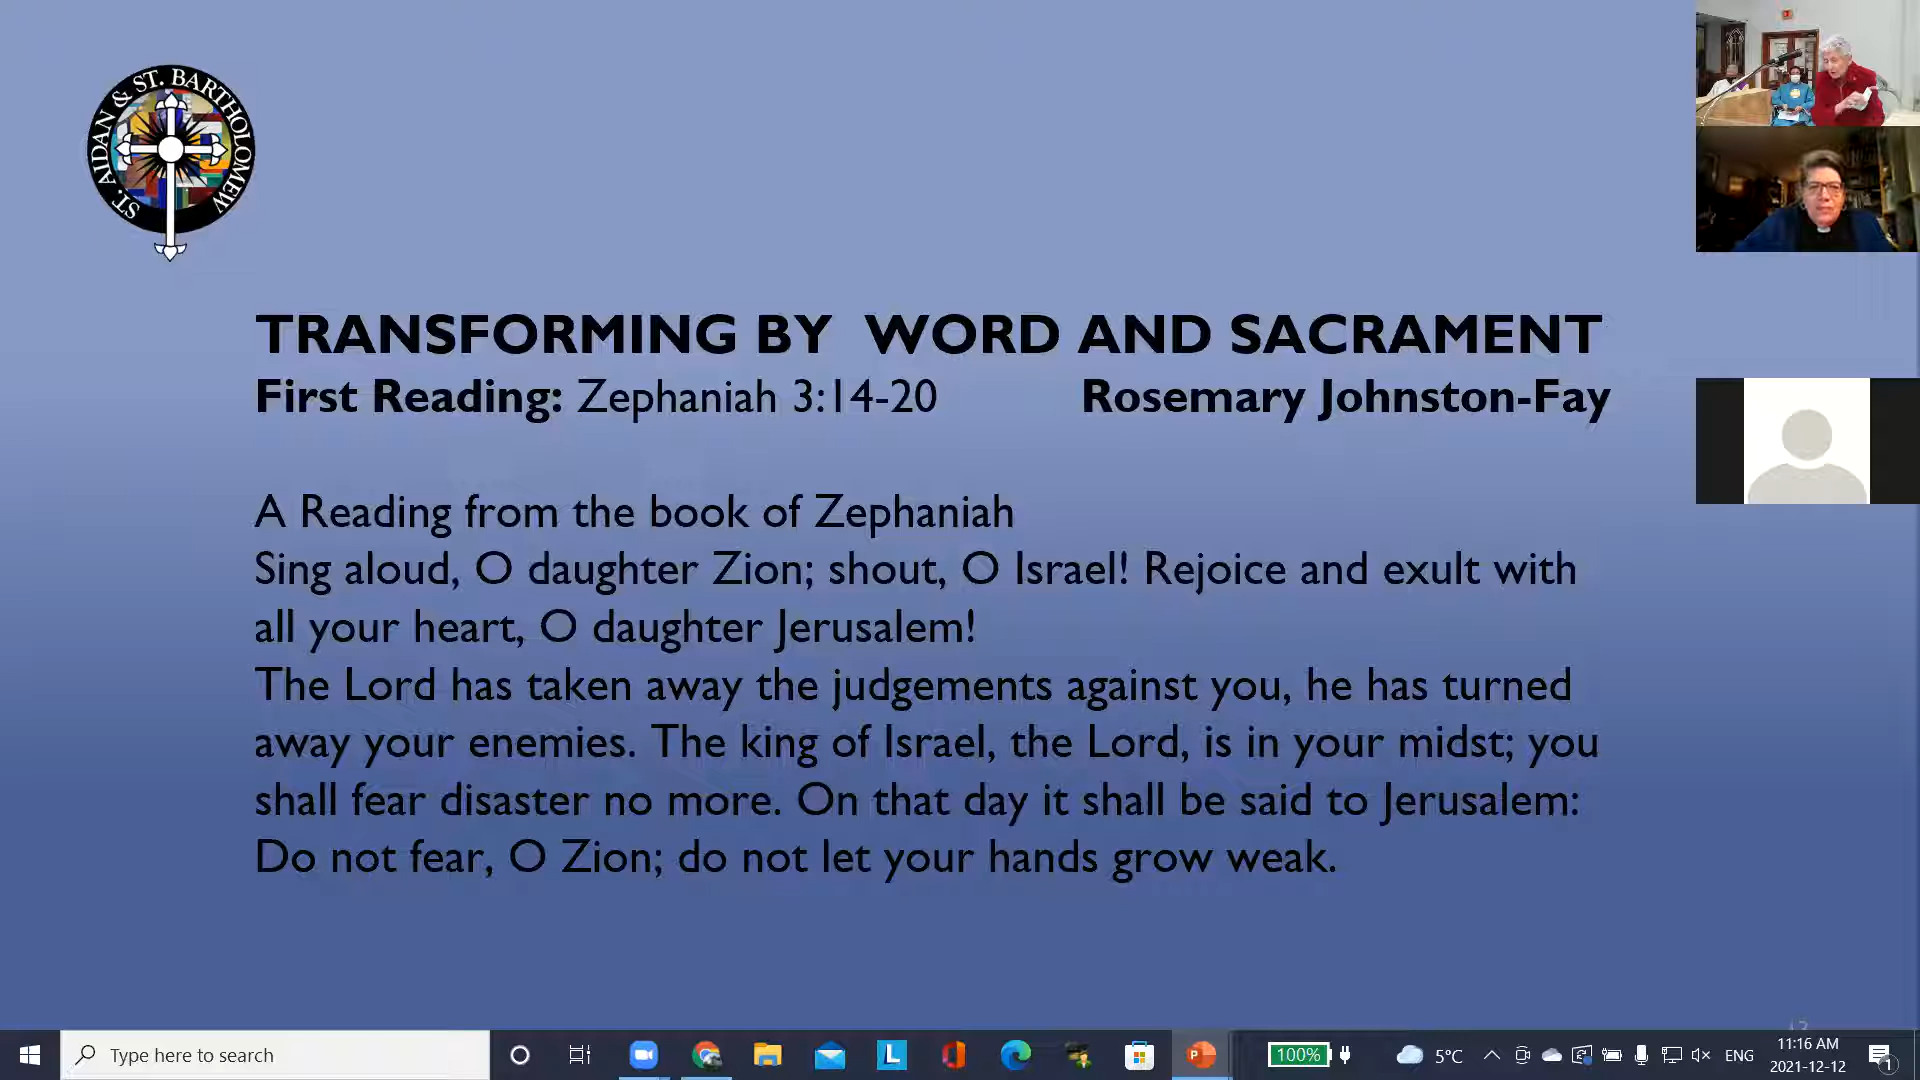 ST. AIDAN & ST. BARTHOLOMEW
TRANSFORMING BY  WORD AND SACRAMENT
First Reading: Zephaniah 3:14-20 Rosemary Johnston-Fay
A Reading from the book of Zephaniah
Sing aloud, O daughter Zion; shout, O Israel! Rejoice and exult with
all your heart, O daughter Jerusalem!
The Lord has taken away the judgements against you, he has turned
away your enemies. The king of Israel, the Lord, is in your midst; you
shall fear disaster no more. On that day it shall be said to Jerusalem:
Do not fear, O Zion; do not let your hands grow weak.
Type here to search
L
P
100%
5°C
ENG
11:16 AM
2021-12-12
1